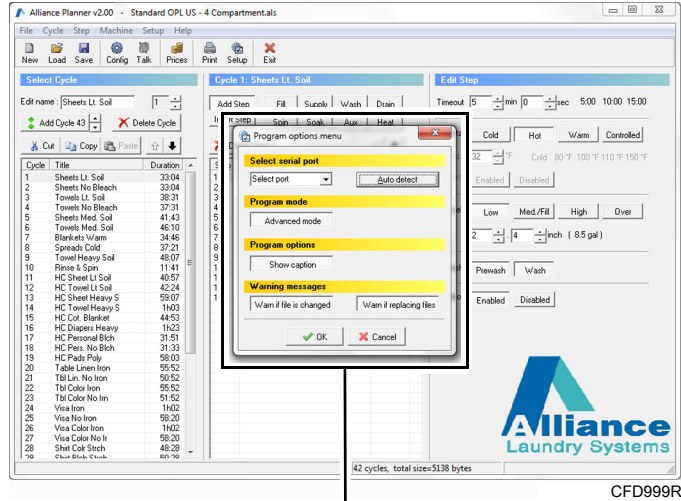 Alliance Planner v2.00 - Standard OPL US - 4 Compartment.als
File Cycle Step Machine Setup Help
New Load Save Config Talk Prices Print Setup Exit
Select Cycle
Edit name: Sheets Lt. Soil 1
Add Cycle 43 Delete Cycle
Cut Copy Paste
Cycle Title Duration
1 Sheets Lt. Soil 33:04
2 Sheets No Bleach 33:04
3 Towels Lt. Soil 38:31
4 Towels No Bleach 37:31
5 Sheets Med. Soil 41:43
6 Towels Med. Soil 46:10
7 Blankets Warm 34:46
8 Spreads Cold 37:21
9 Towel Heavy Soil 48:07
10 Rinse & Spin 11:41
11 HC Sheet Lt Soil 40:57
12 HC Towel Lt Soil 42:24
13 HC Sheet Heavy S 59:07
14 HC Towel Heavy S 1h03
15 HC Cot. Blanket 44:53
16 HC Diapers Heavy 1h23
17 HC Personal Blch 31:51
18 HC Pers. No Blch 31:33
19 HC Pads Poly 58:03
20 Table Linen Iron 55:52
21 Tbl Lin. No Iron 50:52
22 Tbl Color Iron 55:52
23 Tbl Color No Irn 51:52
24 Visa Iron 1h02
25 Visa No Iron 58:20
26 Visa Color Iron 1h02
27 Visa Color No Ir 58:20
28 Shirt Colr Strch 48:28
Cycle 1: Sheets Lt. Soil
Add Step Fill Supply Wash Drain
Spin Soak Aux Heat
Program options menu
Select serial port
Select port Auto detect
Program mode
Advanced mode
Program options
Show caption
Warning messages
Warn if file is changed Warn if replacing files
OK Cancel
Edit Step
Timeout 5 min 0 sec 5:00 10:00 15:00
Cold Hot Warm Controlled
32 °F Cold 80 °F 100 °F 110 °F 150 °F
Enabled Disabled
Low Med./Fill High Over
2 . 4 inch ( 8.5 gal )
Prewash Wash
Enabled Disabled
Alliance
Laundry Systems
42 cycles, total size=5138 bytes
CFD999R